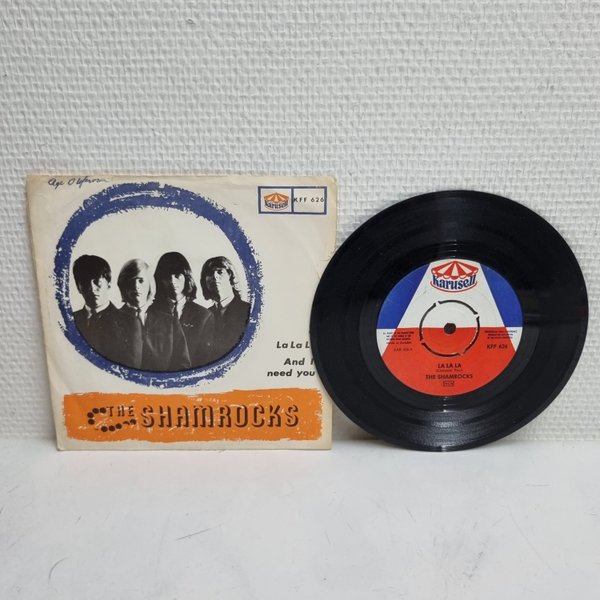 Karusell
KFF 626
La La L
And I
need you
THE
SHAMROCKS
Karusell
KFF 626
LA LA LA
THE SHAMROCKS